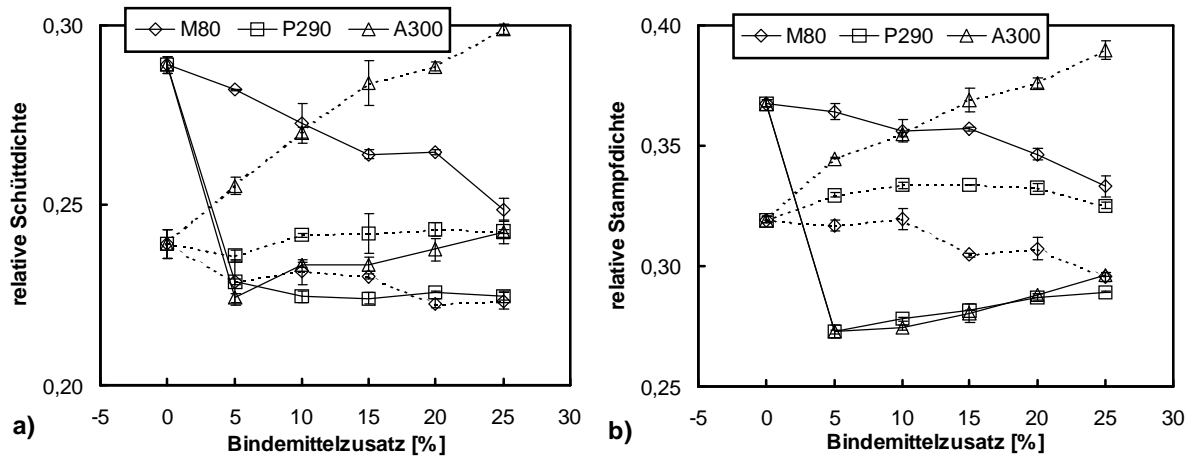 M80 P290 A300
relative Schüttdichte
0,30
0,25
0,20
-5 0 5 10 15 20 25 30
Bindemittelzusatz [%]
a)
M80 P290 A300
relative Stampfdichte
0,40
0,35
0,30
0,25
-5 0 5 10 15 20 25 30
Bindemittelzusatz [%]
b)